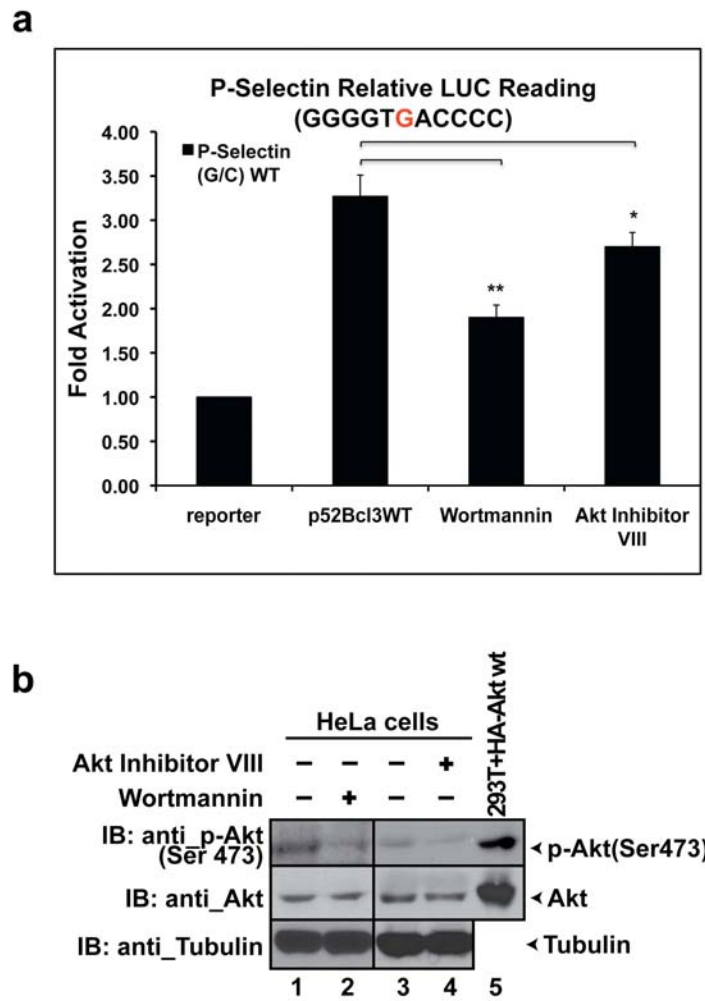 a
P-Selectin Relative LUC Reading
(GGGGTGACCCC)
4.00
3.50
3.00
2.50
2.00
1.50
1.00
0.50
0.00
Fold Activation
P-Selectin
(G/C) WT
**
*
reporter p52Bcl3WT Wortmannin Akt Inhibitor
VIII
b
HeLa cells
293T+HA-Akt wt
Akt Inhibitor VIII − − − +
Wortmannin − + − −
IB: anti_p-Akt
(Ser 473)
p-Akt(Ser473)
IB: anti_Akt
Akt
IB: anti_Tubulin
Tubulin
1 2 3 4 5